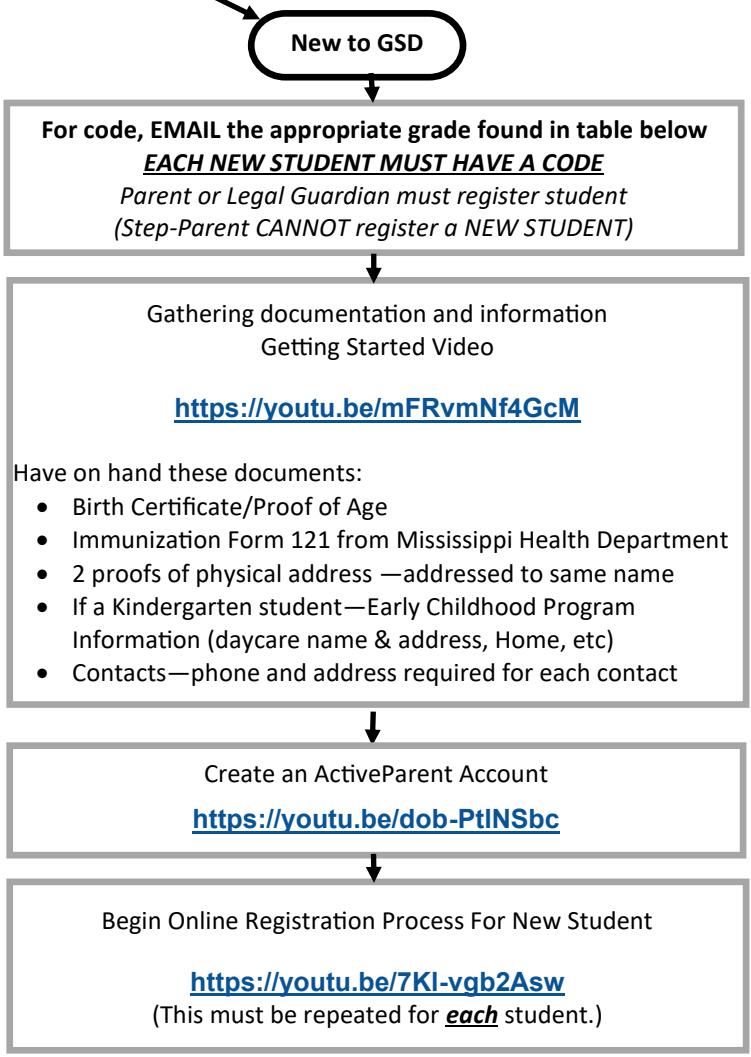 New to GSD
For code, EMAIL the appropriate grade found in table below
EACH NEW STUDENT MUST HAVE A CODE
Parent or Legal Guardian must register student
(Step-Parent CANNOT register a NEW STUDENT)
Gathering documentation and information
Getting Started Video
https://youtu.be/mFRvmNf4GcM
Have on hand these documents:
• Birth Certificate/Proof of Age
• Immunization Form 121 from Mississippi Health Department
• 2 proofs of physical address —addressed to same name
• If a Kindergarten student—Early Childhood Program
Information (daycare name & address, Home, etc)
• Contacts—phone and address required for each contact
Create an ActiveParent Account
https://youtu.be/dob-PtlNSbc
Begin Online Registration Process For New Student
https://youtu.be/7Kl-vgb2Asw
(This must be repeated for each student.)